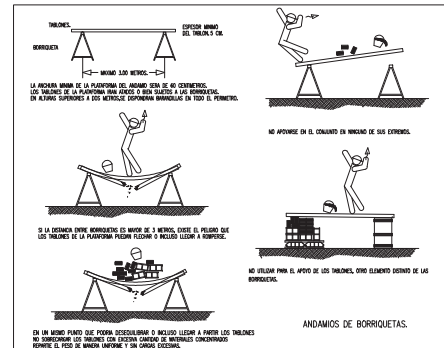 TABLONES.
ESPESOR MINIMO
DEL TABLON.5 CM.
BORRIQUETA
MAXIMO 3.00 METROS.
LA ANCHURA MINIMA DE LA PLATAFORMA DEL ANDAMIO SERA DE 60 CENTIMETROS.
LOS TABLONES DE LA PLATAFORMA IRAN ATADOS O BIEN SUJETOS A LAS BORRIQUETAS.
EN ALTURAS SUPERIORES A DOS METROS,SE DISPONDRAN BARANDILLAS EN TODO EL PERIMETRO.
SI LA DISTANCIA ENTRE BORRIQUETAS ES MAYOR DE 3 METROS, EXISTE EL PELIGRO QUE
LOS TABLONES DE LA PLATAFORMA PUEDAN FLECHAR O INCLUSO LLEGAR A ROMPERSE.
EN UN MISMO PUNTO QUE PODRIA DESEQUILIBRAR O INCLUSO LLEGAR A PARTIR LOS TABLONES
NO SOBRECARGAR LOS TABLONES CON EXCESIVA CANTIDAD DE MATERIALES CONCENTRADOS
REPARTIR EL PESO DE MANERA UNIFORME Y SIN CARGAS EXCESIVAS.
NO APOYARSE EN EL CONJUNTO EN NINGUNO DE SUS EXTREMOS.
NO UTILIZAR PARA EL APOYO DE LOS TABLONES, OTRO ELEMENTO DISTINTO DE LAS
BORRIQUETAS.
ANDAMIOS DE BORRIQUETAS.